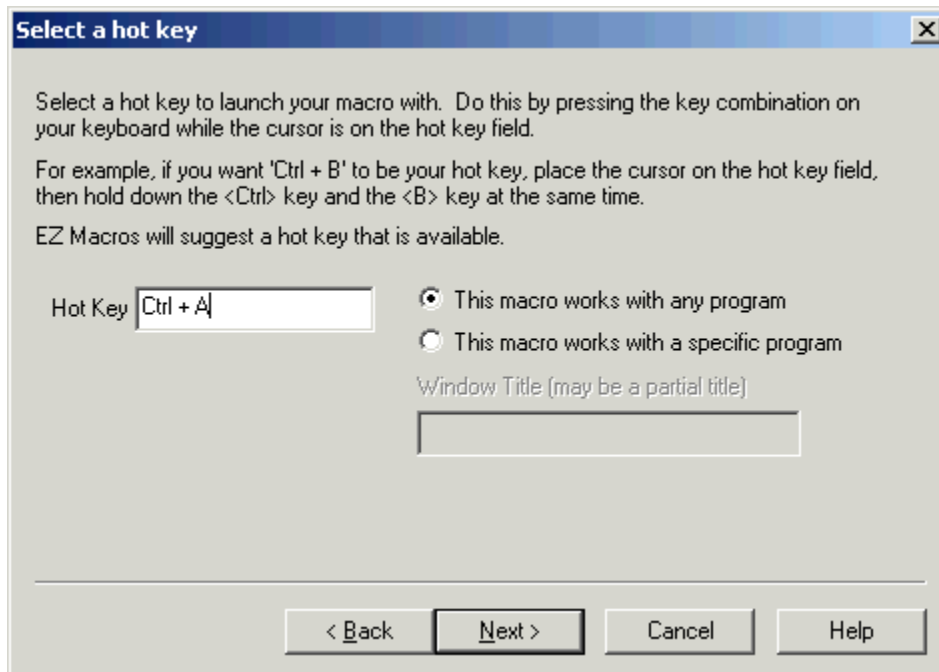 Select a hot key
Select a hot key to launch your macro with.  Do this by pressing the key combination on
your keyboard while the cursor is on the hot key field.
For example, if you want 'Ctrl + B' to be your hot key, place the cursor on the hot key field,
then hold down the <Ctrl> key and the <B> key at the same time.
EZ Macros will suggest a hot key that is available.
Hot Key Ctrl + A
This macro works with any program
This macro works with a specific program
Window Title (may be a partial title)
< Back Next > Cancel Help